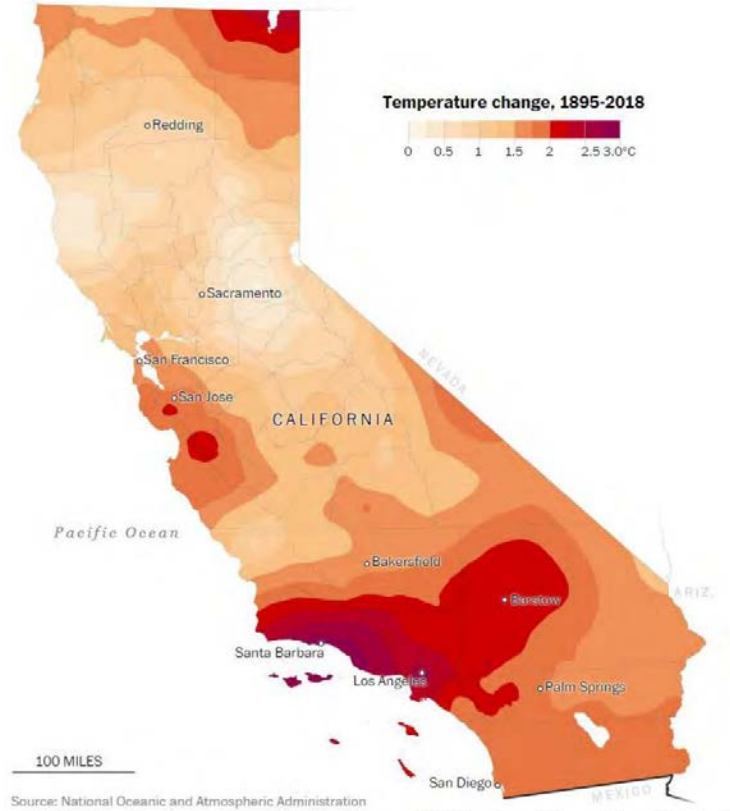 Temperature change, 1895-2018
0 0.5 1 1.5 2 2.5 3.0°C
Redding
Sacramento
San Francisco
San Jose
NEVADA
CALIFORNIA
Pacific Ocean
Bakersfield
Barstow
ARIZ.
Santa Barbara
Los Angeles
Palm Springs
100 MILES
San Diego
MEXICO
Source: National Oceanic and Atmospheric Administration